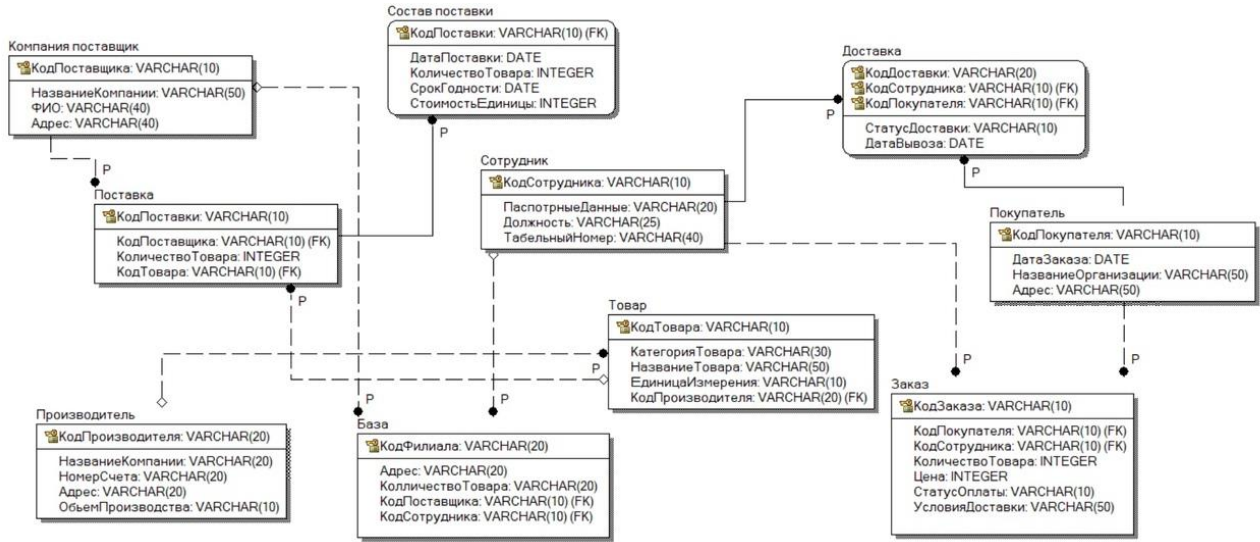 Компания поставщик
КодПоставщика: VARCHAR(10)
НазваниеКомпании: VARCHAR(50)
ФИО: VARCHAR(40)
Адрес: VARCHAR(40)
P
Состав поставки
КодПоставки: VARCHAR(10) (FK)
ДатаПоставки: DATE
КоличествоТовара: INTEGER
СрокГодности: DATE
СтоимостьЕдиницы: INTEGER
P
Доставка
КодДоставки: VARCHAR(20)
КодСотрудника: VARCHAR(10) (FK)
КодПокупателя: VARCHAR(10) (FK)
СтатусДоставки: VARCHAR(10)
ДатаВывоза: DATE
P
P
Поставка
КодПоставки: VARCHAR(10)
КодПоставщика: VARCHAR(10) (FK)
КоличествоТовара: INTEGER
КодТовара: VARCHAR(10) (FK)
P
Сотрудник
КодСотрудника: VARCHAR(10)
ПаспотрныеДанные: VARCHAR(20)
Должность: VARCHAR(25)
ТабельныйНомер: VARCHAR(40)
Покупатель
КодПокупателя: VARCHAR(10)
ДатаЗаказа: DATE
НазваниеОрганизации: VARCHAR(50)
Адрес: VARCHAR(50)
Товар
КодТовара: VARCHAR(10)
КатегорияТовара: VARCHAR(30)
НазваниеТовара: VARCHAR(50)
ЕдиницаИзмерения: VARCHAR(10)
КодПроизводителя: VARCHAR(20) (FK)
P
Производитель
КодПроизводителя: VARCHAR(20)
НазваниеКомпании: VARCHAR(20)
НомерСчета: VARCHAR(20)
Адрес: VARCHAR(20)
ОбьемПроизводства: VARCHAR(10)
P
P
База
КодФилиала: VARCHAR(20)
Адрес: VARCHAR(20)
КолличествоТовара: VARCHAR(20)
КодПоставщика: VARCHAR(10) (FK)
КодСотрудника: VARCHAR(10) (FK)
P
P
Заказ
КодЗаказа: VARCHAR(10)
КодПокупателя: VARCHAR(10) (FK)
КодСотрудника: VARCHAR(10) (FK)
КоличествоТовара: INTEGER
Цена: INTEGER
СтатусОплаты: VARCHAR(10)
УсловияДоставки: VARCHAR(50)